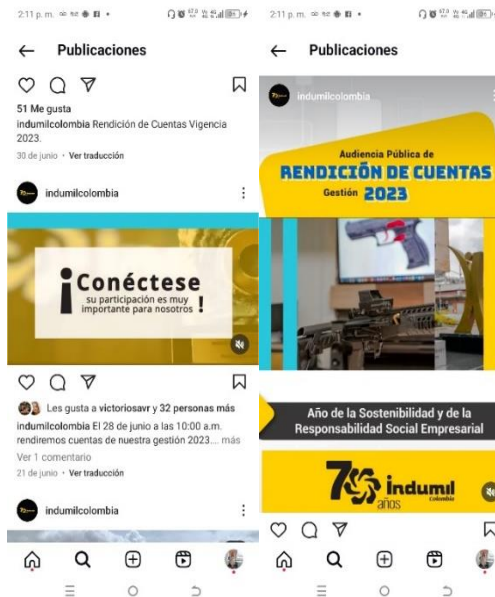 2:11 p. m.
Publicaciones
51 Me gusta
indumilcolombia Rendición de Cuentas Vigencia
2023.
30 de junio • Ver traducción
indumilcolombia
¡Conéctese
su participación es muy
importante para nosotros !
Les gusta a victoriosavr y 32 personas más
indumilcolombia El 28 de junio a las 10:00 a.m.
rendiremos cuentas de nuestra gestión 2023... más
Ver 1 comentario
21 de junio • Ver traducción
indumilcolombia
2:11 p. m.
Publicaciones
indumilcolombia
Audiencia Pública de
RENDICIÓN DE CUENTAS
Gestión 2023
Año de la Sostenibilidad y de la
Responsabilidad Social Empresarial
70 indumil
Colombia
años